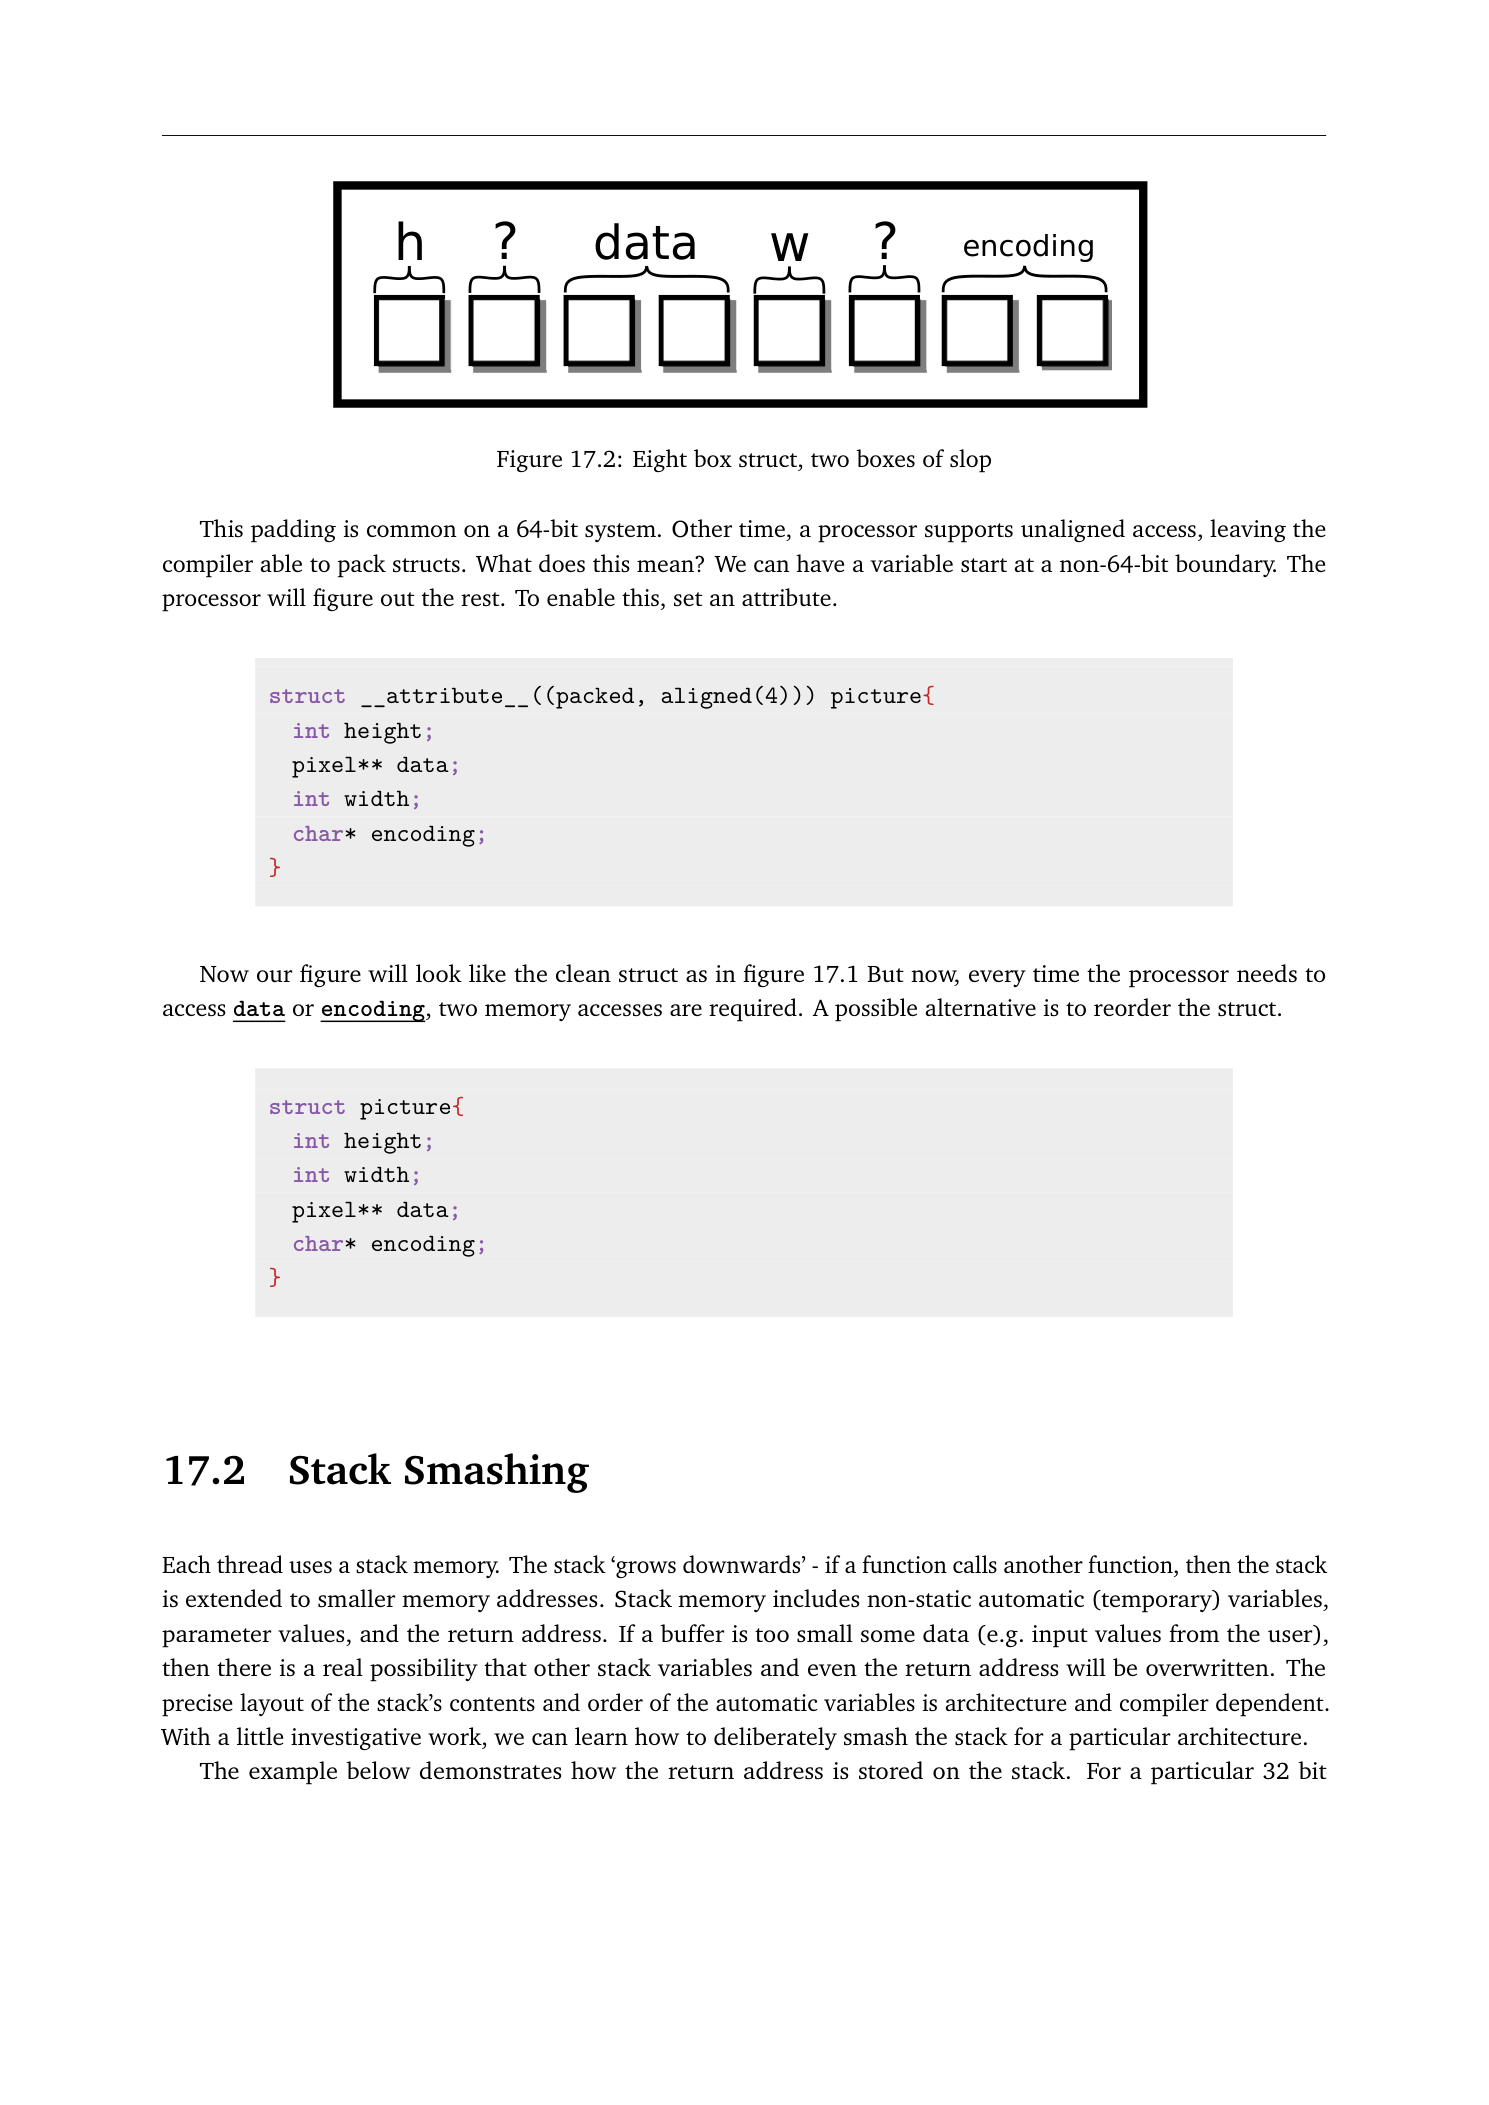 h ? data w ? encoding
Figure 17.2: Eight box struct, two boxes of slop
This padding is common on a 64-bit system. Other time, a processor supports unaligned access, leaving the
compiler able to pack structs. What does this mean? We can have a variable start at a non-64-bit boundary. The
processor will figure out the rest. To enable this, set an attribute.
struct __attribute__((packed, aligned(4))) picture{
  int height;
  pixel** data;
  int width;
  char* encoding;
}
Now our figure will look like the clean struct as in figure 17.1 But now, every time the processor needs to
access data or encoding, two memory accesses are required. A possible alternative is to reorder the struct.
struct picture{
  int height;
  int width;
  pixel** data;
  char* encoding;
}
17.2 Stack Smashing
Each thread uses a stack memory. The stack ‘grows downwards’ - if a function calls another function, then the stack
is extended to smaller memory addresses. Stack memory includes non-static automatic (temporary) variables,
parameter values, and the return address. If a buffer is too small some data (e.g. input values from the user),
then there is a real possibility that other stack variables and even the return address will be overwritten. The
precise layout of the stack’s contents and order of the automatic variables is architecture and compiler dependent.
With a little investigative work, we can learn how to deliberately smash the stack for a particular architecture.
The example below demonstrates how the return address is stored on the stack. For a particular 32 bit